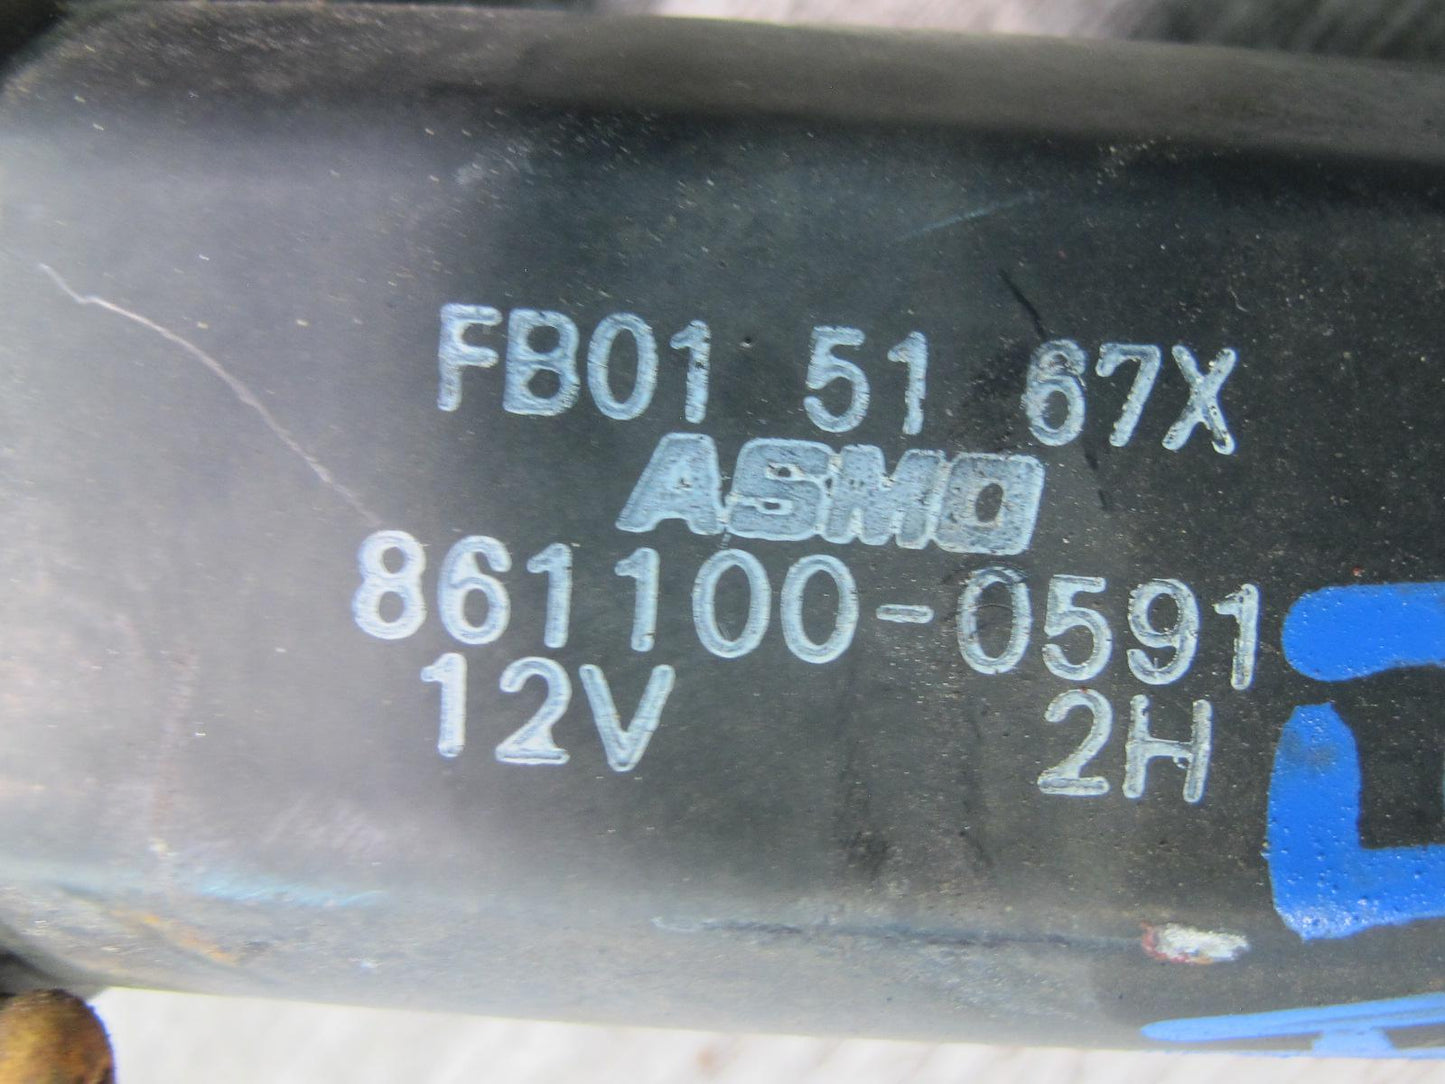 FB01 51 67X
ASMO
861100-0591
12V 2H